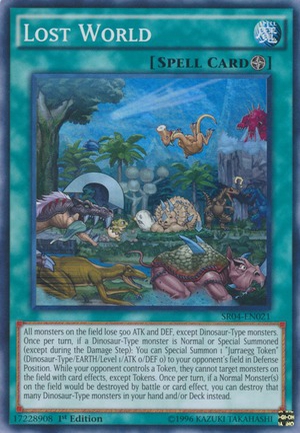 Lost World
[Spell Card]
SR04-EN021
All monsters on the field lose 500 ATK and DEF, except Dinosaur-Type monsters.
Once per turn, if a Dinosaur-Type monster is Normal or Special Summoned
(except during the Damage Step): You can Special Summon 1 "Jurraegg Token"
(Dinosaur-Type/EARTH/Level 1/ATK 0/DEF 0) to your opponent's field in Defense
Position. While your opponent controls a Token, they cannot target monsters on
the field with card effects, except Tokens. Once per turn, if a Normal Monster(s)
on the field would be destroyed by battle or card effect, you can destroy that
many Dinosaur-Type monsters in your hand and/or Deck instead.
17228908 1st Edition ©1996 KAZUKI TAKAHASHI